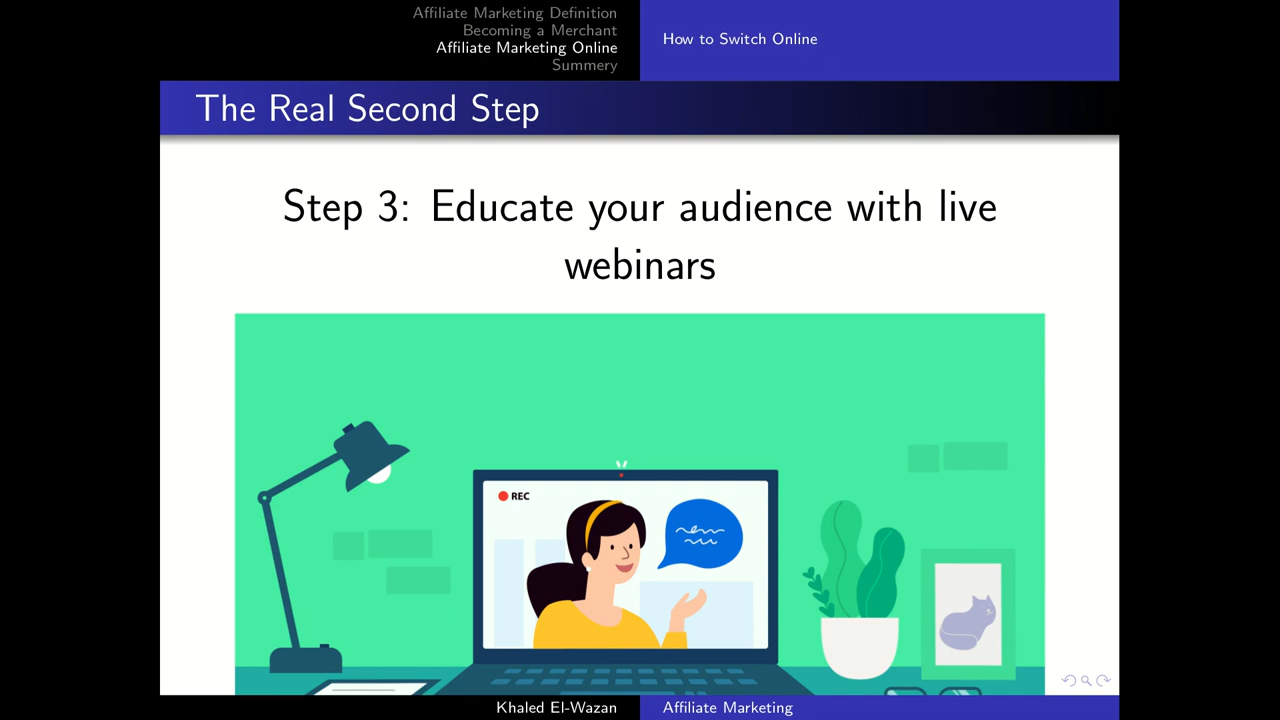 Affiliate Marketing Definition
Becoming a Merchant
Affiliate Marketing Online
Summary
How to Switch Online
The Real Second Step
Step 3: Educate your audience with live
webinars
REC
Khaled El-Wazan
Affiliate Marketing